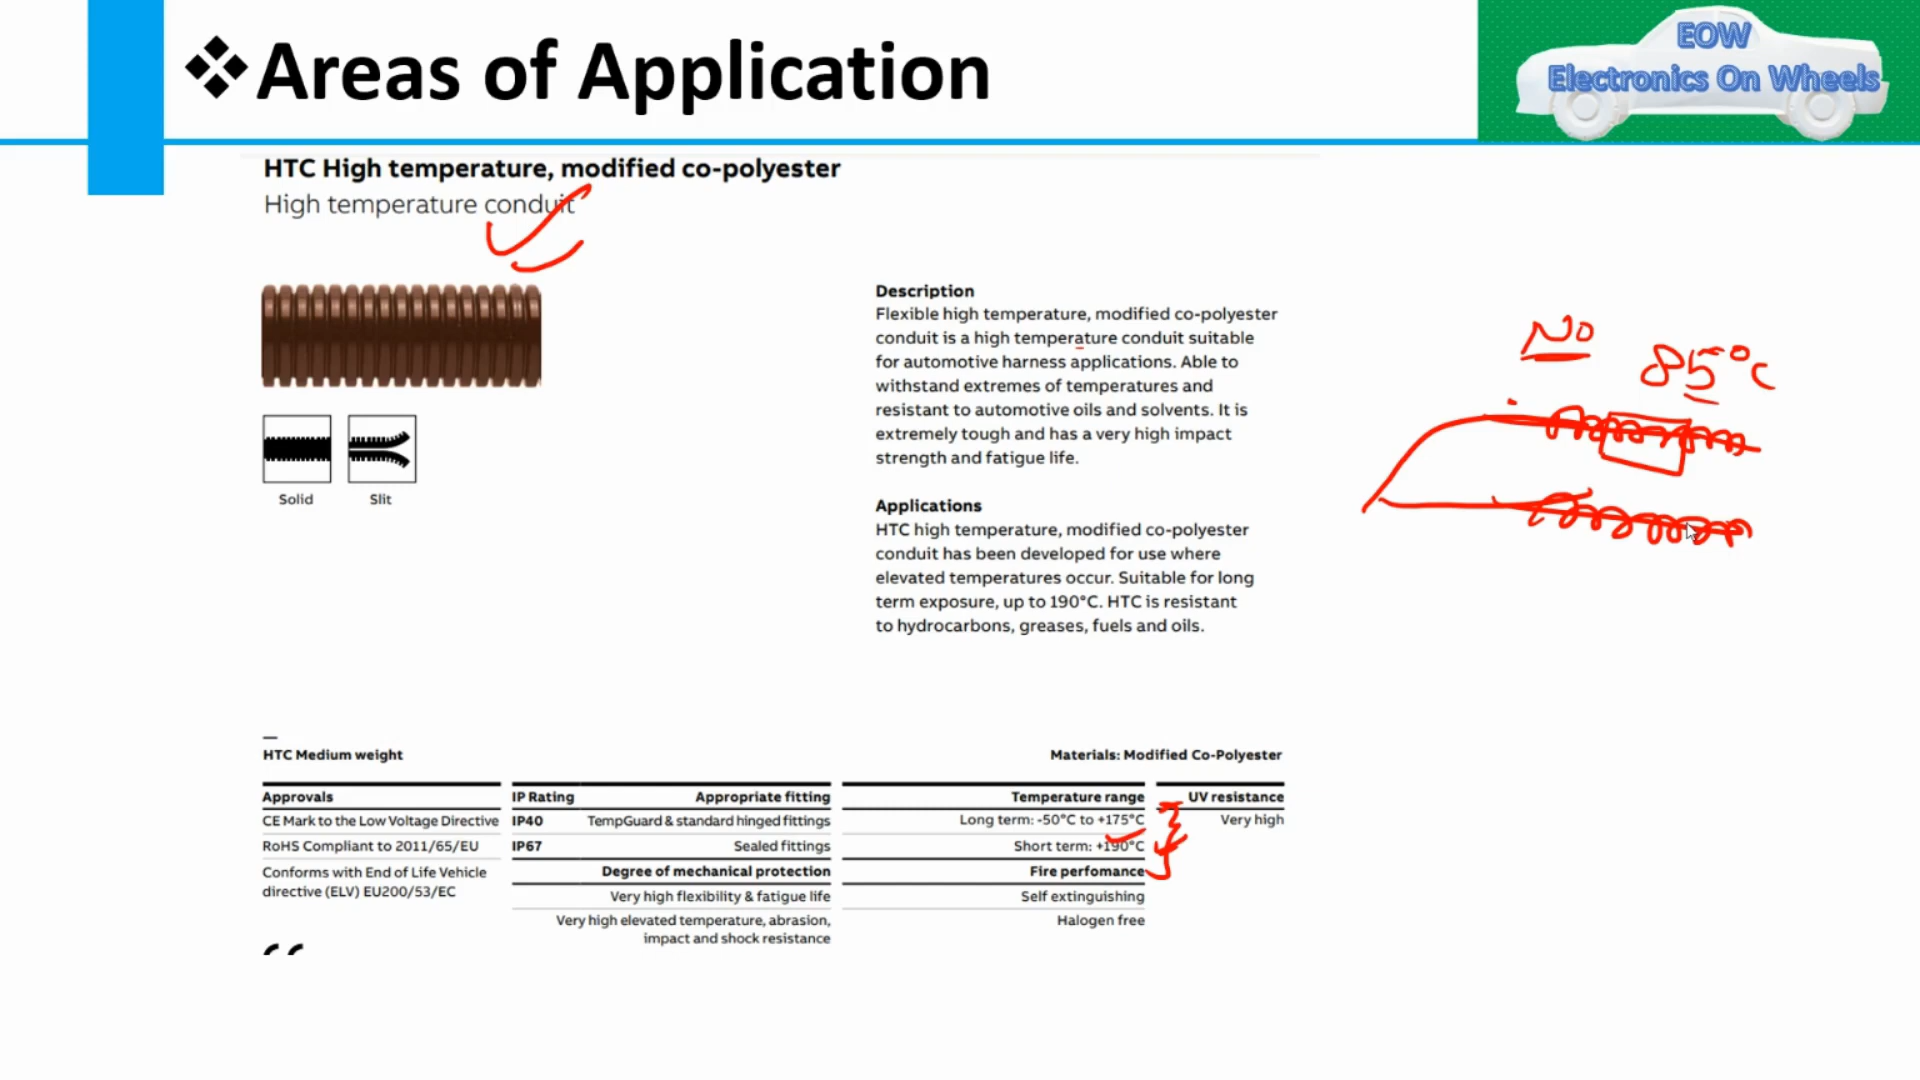 ❖Areas of Application
EOW
Electronics On Wheels
HTC High temperature, modified co-polyester
High temperature conduit
Solid
Slit
Description
Flexible high temperature, modified co-polyester
conduit is a high temperature conduit suitable
for automotive harness applications. Able to
withstand extremes of temperatures and
resistant to automotive oils and solvents. It is
extremely tough and has a very high impact
strength and fatigue life.
Applications
HTC high temperature, modified co-polyester
conduit has been developed for use where
elevated temperatures occur. Suitable for long
term exposure, up to 190°C. HTC is resistant
to hydrocarbons, greases, fuels and oils.
No
85°c
HTC Medium weight
Materials: Modified Co-Polyester
Approvals
CE Mark to the Low Voltage Directive
RoHS Compliant to 2011/65/EU
Conforms with End of Life Vehicle
directive (ELV) EU200/53/EC
IP Rating Appropriate fitting
IP40 TempGuard & standard hinged fittings
IP67 Sealed fittings
Degree of mechanical protection
Very high flexibility & fatigue life
Very high elevated temperature, abrasion,
impact and shock resistance
Temperature range
Long term: -50°C to +175°C
Short term: +190°C
Fire perfomance
Self extinguishing
Halogen free
UV resistance
Very high